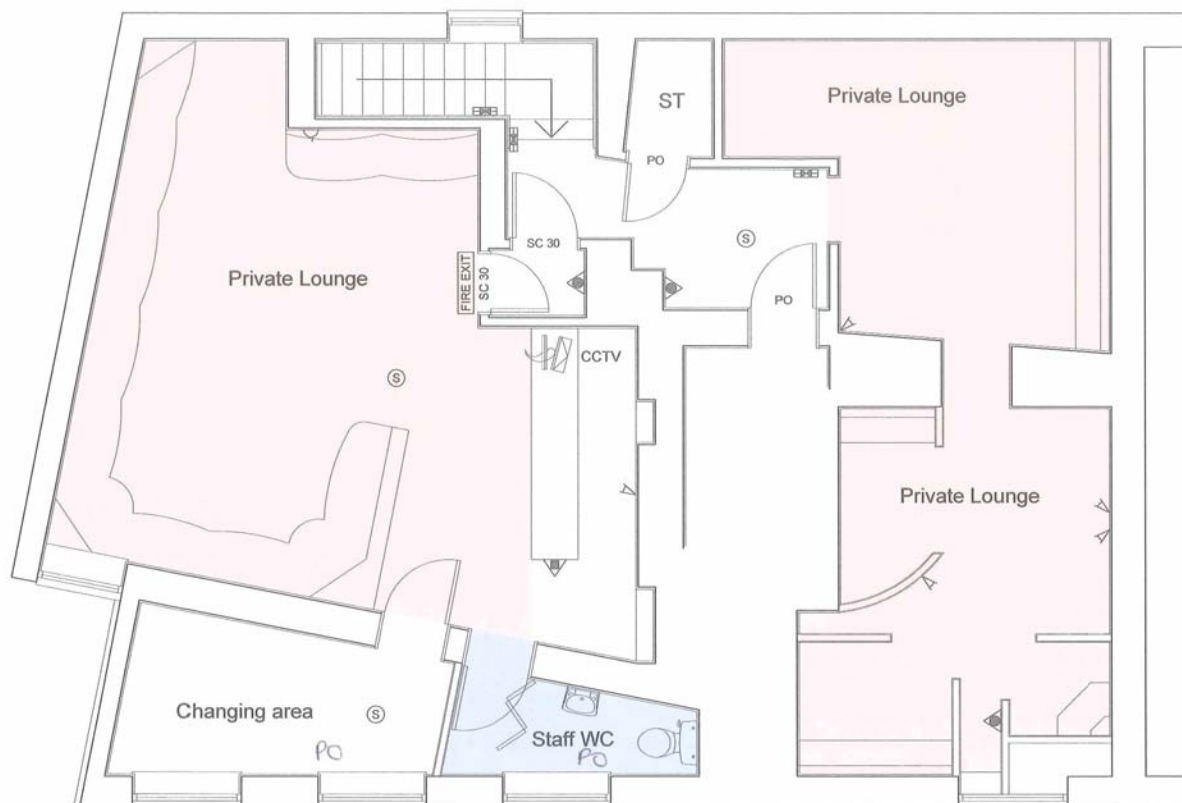 ST
Private Lounge
PO
SC 30
S
Private Lounge
FIRE EXIT
SC 30
PO
CCTV
S
Private Lounge
Changing area
S
PO
Staff WC
PO